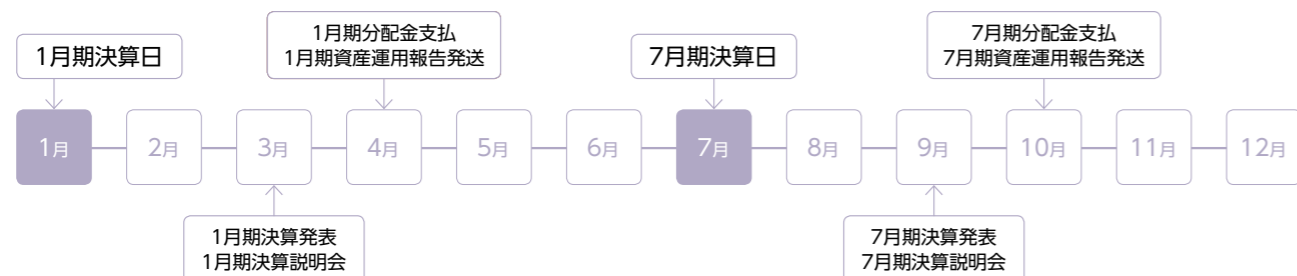 1月期分配金支払
1月期資産運用報告発送
7月期分配金支払
7月期資産運用報告発送
1月期決算日
7月期決算日
1月
2月
3月
4月
5月
6月
7月
8月
9月
10月
11月
12月
1月期決算発表
1月期決算説明会
7月期決算発表
7月期決算説明会